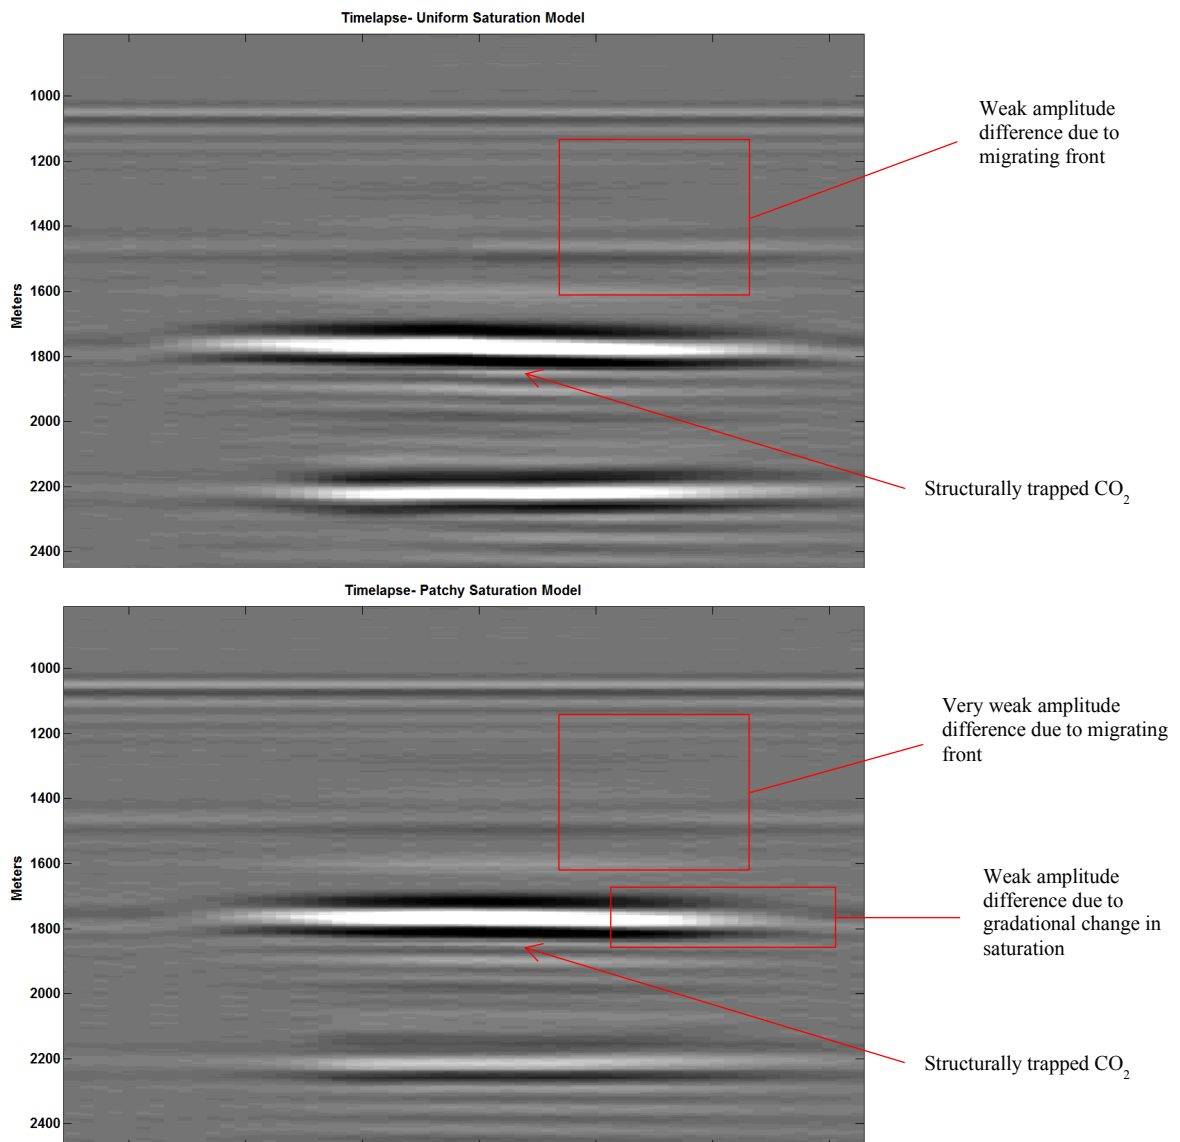 Timelapse- Uniform Saturation Model
1000
1200
1400
1600
1800
2000
2200
2400
Meters
Weak amplitude
difference due to
migrating front
Structurally trapped CO2
Timelapse- Patchy Saturation Model
1000
1200
1400
1600
1800
2000
2200
2400
Meters
Very weak amplitude
difference due to migrating
front
Weak amplitude
difference due to
gradational change in
saturation
Structurally trapped CO2